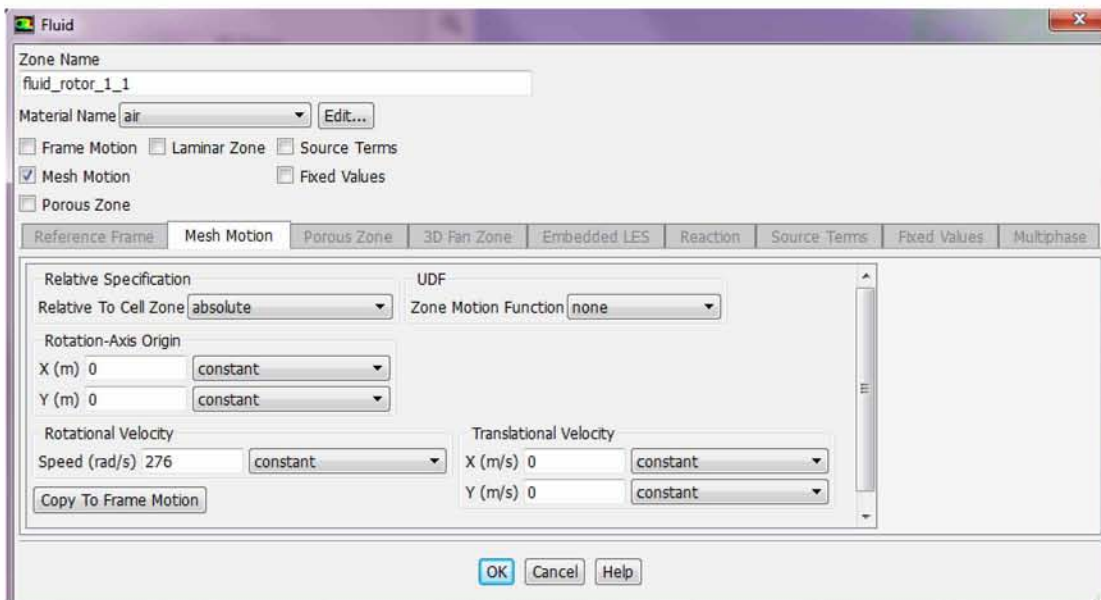 Fluid
Zone Name
fluid_rotor_1_1
Material Name air Edit...
Frame Motion Laminar Zone Source Terms
Mesh Motion Fixed Values
Porous Zone
Reference Frame Mesh Motion Porous Zone 3D Fan Zone Embedded LES Reaction Source Terms Fixed Values Multiphase
Relative Specification UDF
Relative To Cell Zone absolute Zone Motion Function none
Rotation-Axis Origin
X (m) 0 constant
Y (m) 0 constant
Rotational Velocity Translational Velocity
Speed (rad/s) 276 constant X (m/s) 0 constant
Copy To Frame Motion Y (m/s) 0 constant
OK Cancel Help